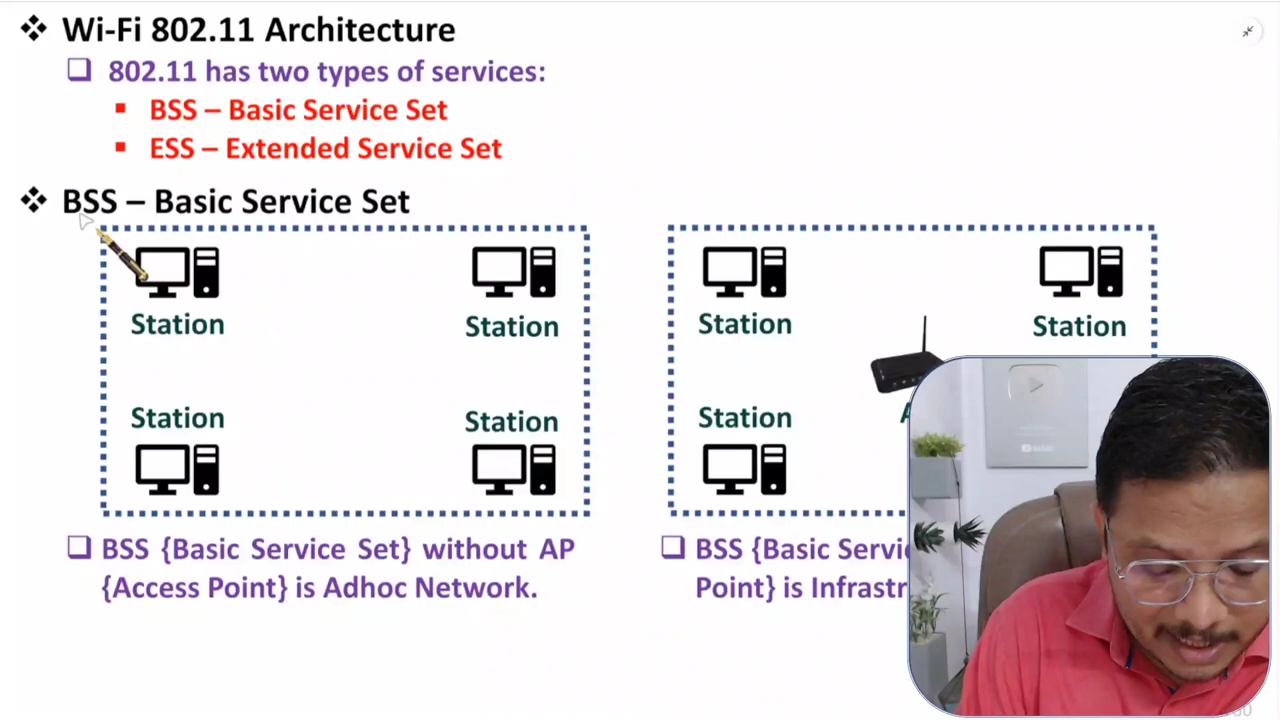 Wi-Fi 802.11 Architecture
802.11 has two types of services:
BSS – Basic Service Set
ESS – Extended Service Set
BSS – Basic Service Set
Station
Station
Station
Station
Station
Station
Station
BSS {Basic Service Set} without AP
{Access Point} is Adhoc Network.
BSS {Basic
Point} is